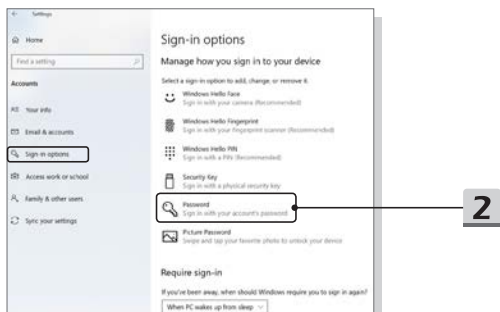 Settings
Home
Find a setting
Accounts
Your info
Email & accounts
Sign-in options
Access work or school
Family & other users
Sync your settings
Sign-in options
Manage how you sign in to your device
Select a sign-in option to add, change, or remove it.
Windows Hello Face
Sign in with your camera (Recommended)
Windows Hello Fingerprint
Sign in with your fingerprint scanner (Recommended)
Windows Hello PIN
Sign in with a PIN (Recommended)
Security Key
Sign in with a physical security key
Password
Sign in with your account's password
Picture Password
Swipe and tap your favorite photo to unlock your device
Require sign-in
If you've been away, when should Windows require you to sign in again?
When PC wakes up from sleep
2